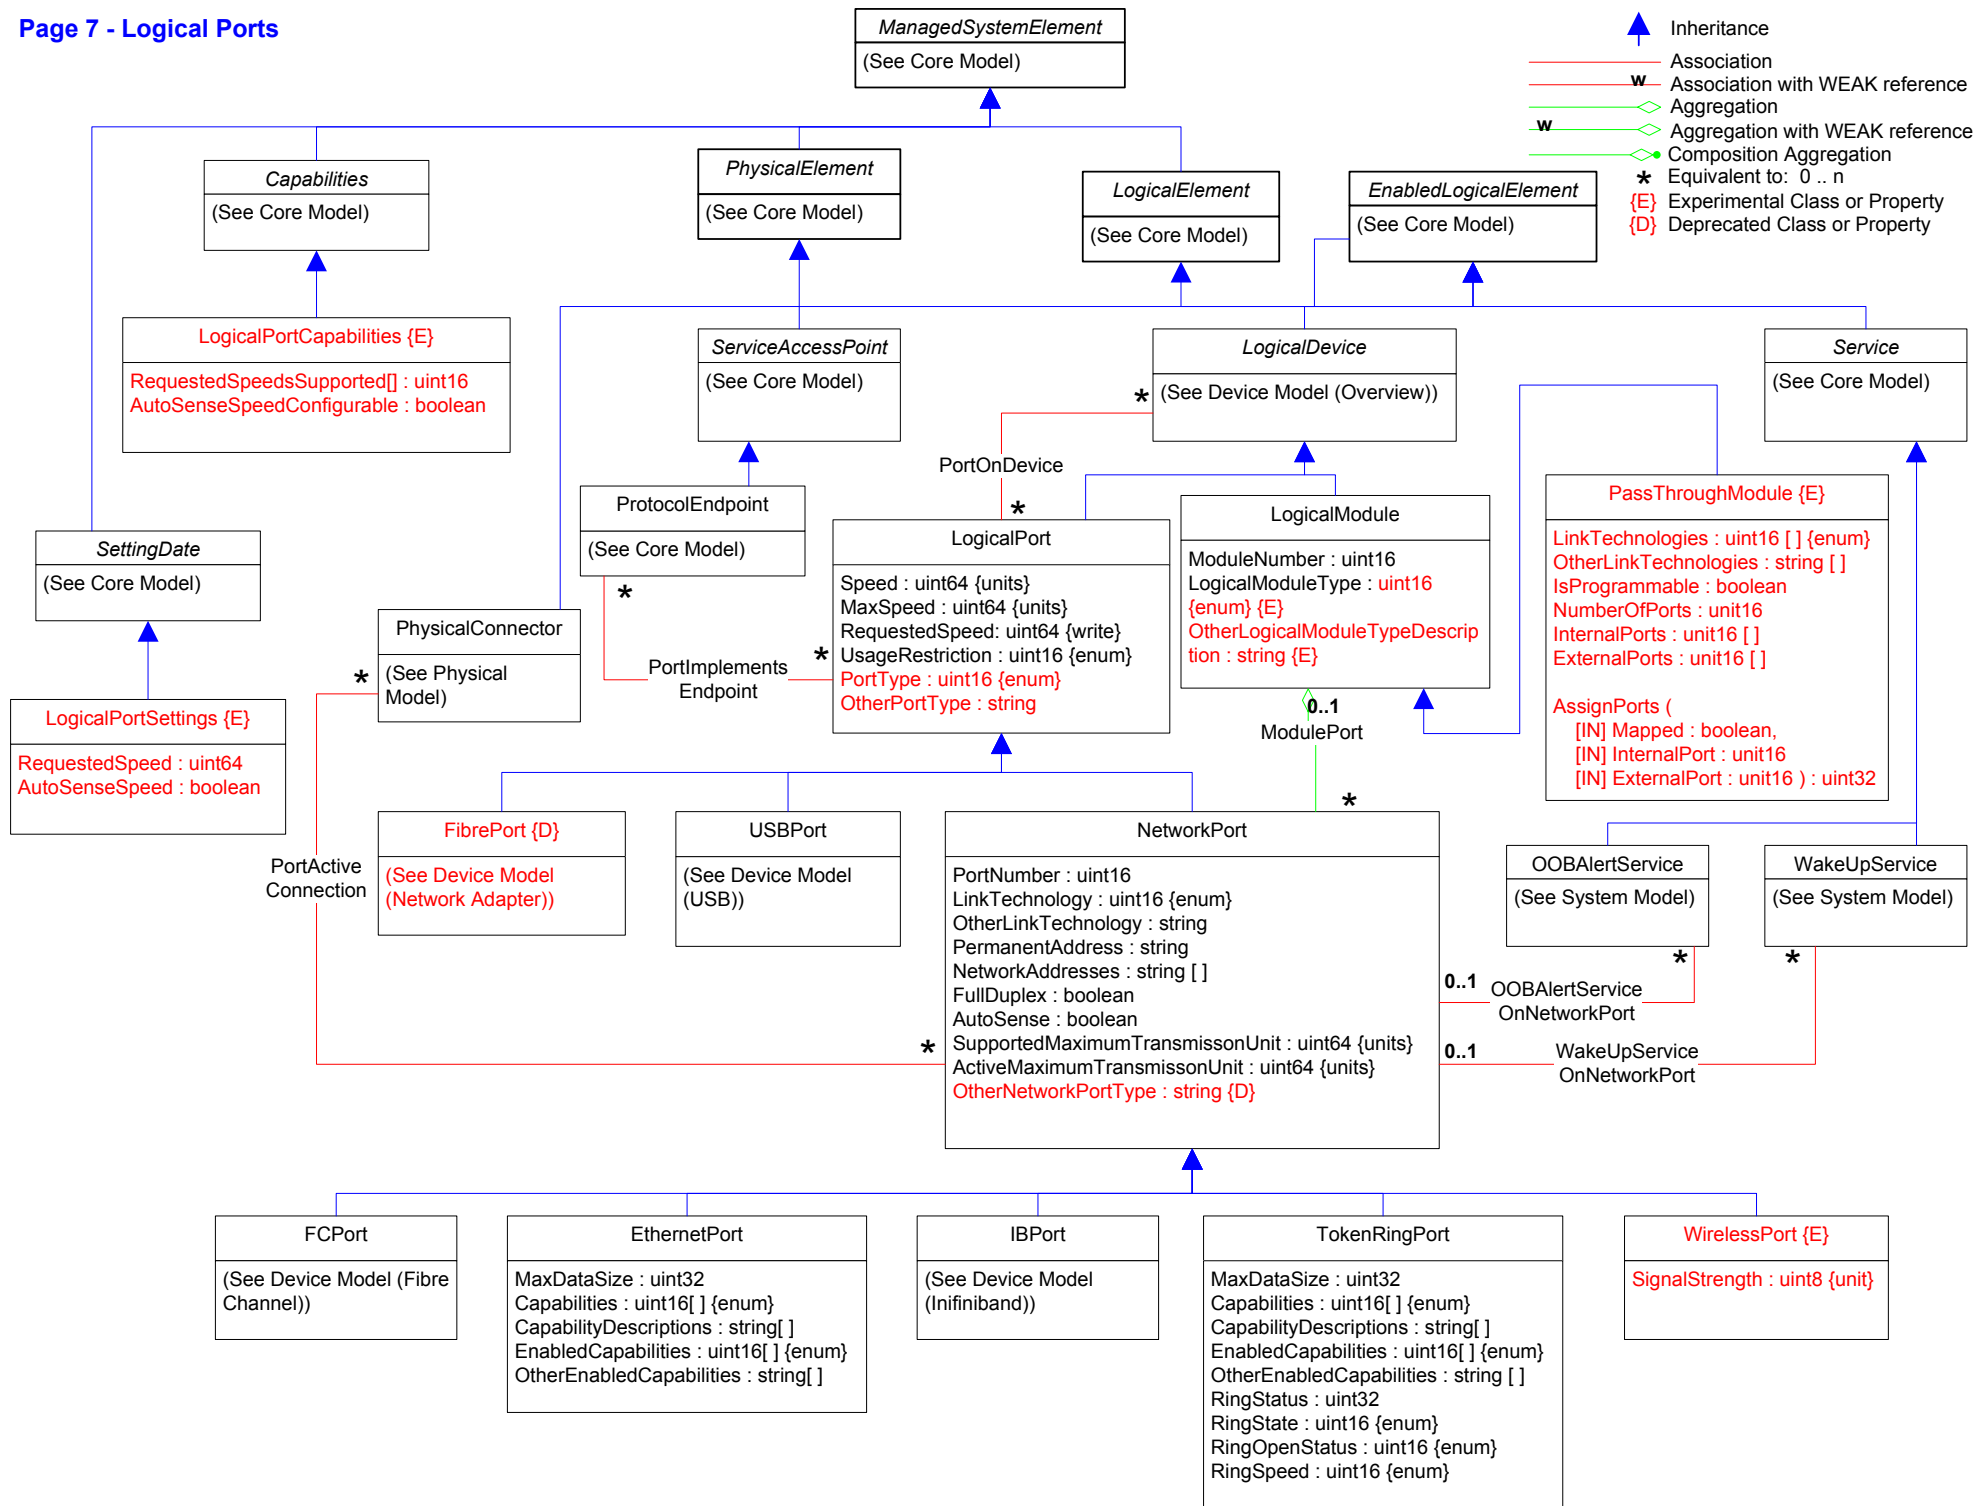 Page 7 - Logical Ports
ManagedSystemElement
(See Core Model)
Inheritance
Association
w
Association with WEAK reference
Aggregation
w
Aggregation with WEAK reference
Composition Aggregation
* Equivalent to: 0 .. n
{E} Experimental Class or Property
{D} Deprecated Class or Property
Capabilities
(See Core Model)
PhysicalElement
(See Core Model)
LogicalElement
(See Core Model)
EnabledLogicalElement
(See Core Model)
LogicalPortCapabilities {E}
RequestedSpeedsSupported[] : uint16
AutoSenseSpeedConfigurable : boolean
ServiceAccessPoint
(See Core Model)
LogicalDevice
(See Device Model (Overview))
Service
(See Core Model)
*
PortOnDevice
*
ProtocolEndpoint
(See Core Model)
*
LogicalPort
Speed : uint64 {units}
MaxSpeed : uint64 {units}
RequestedSpeed: uint64 {write}
UsageRestriction : uint16 {enum}
PortType : uint16 {enum}
OtherPortType : string
LogicalModule
ModuleNumber : uint16
LogicalModuleType : uint16
{enum} {E}
OtherLogicalModuleTypeDescrip
tion : string {E}
PassThroughModule {E}
LinkTechnologies : uint16 [ ] {enum}
OtherLinkTechnologies : string [ ]
IsProgrammable : boolean
NumberOfPorts : unit16
InternalPorts : unit16 [ ]
ExternalPorts : unit16 [ ]
AssignPorts (
[IN] Mapped : boolean,
[IN] InternalPort : unit16
[IN] ExternalPort : unit16 ) : uint32
SettingDate
(See Core Model)
PhysicalConnector
(See Physical
Model)
*
PortImplements
Endpoint
*
0..1
ModulePort
*
LogicalPortSettings {E}
RequestedSpeed : uint64
AutoSenseSpeed : boolean
FibrePort {D}
(See Device Model
(Network Adapter))
USBPort
(See Device Model
(USB))
NetworkPort
PortNumber : uint16
LinkTechnology : uint16 {enum}
OtherLinkTechnology : string
PermanentAddress : string
NetworkAddresses : string [ ]
FullDuplex : boolean
AutoSense : boolean
SupportedMaximumTransmissonUnit : uint64 {units}
ActiveMaximumTransmissonUnit : uint64 {units}
OtherNetworkPortType : string {D}
OOBAlertService
(See System Model)
WakeUpService
(See System Model)
PortActive
Connection
*
*
*
0..1
OOBAlertService
OnNetworkPort
0..1
WakeUpService
OnNetworkPort
FCPort
(See Device Model (Fibre
Channel))
EthernetPort
MaxDataSize : uint32
Capabilities : uint16[ ] {enum}
CapabilityDescriptions : string[ ]
EnabledCapabilities : uint16[ ] {enum}
OtherEnabledCapabilities : string[ ]
IBPort
(See Device Model
(Inifiniband))
TokenRingPort
MaxDataSize : uint32
Capabilities : uint16[ ] {enum}
CapabilityDescriptions : string[ ]
EnabledCapabilities : uint16[ ] {enum}
OtherEnabledCapabilities : string [ ]
RingStatus : uint32
RingState : uint16 {enum}
RingOpenStatus : uint16 {enum}
RingSpeed : uint16 {enum}
WirelessPort {E}
SignalStrength : uint8 {unit}